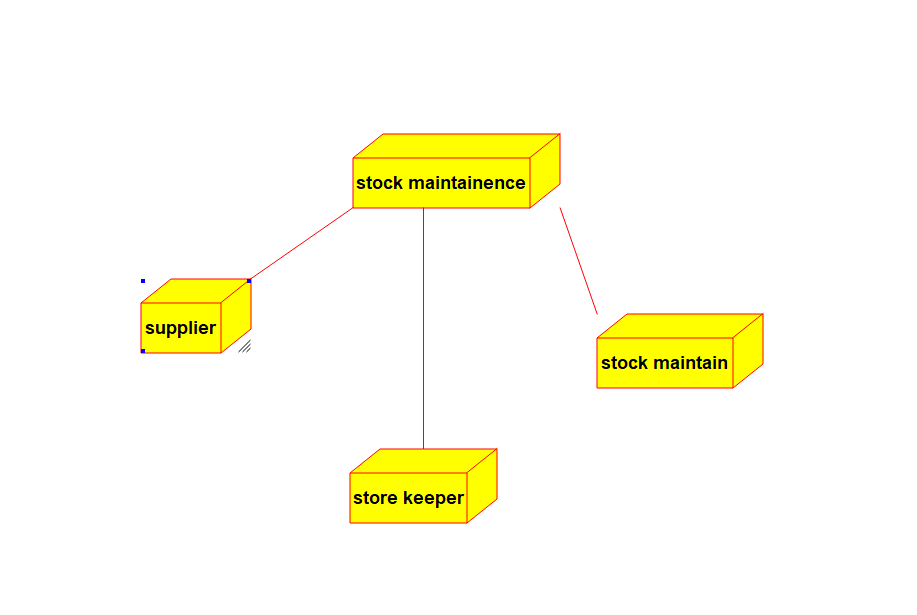 stock maintainence
supplier
stock maintain
store keeper